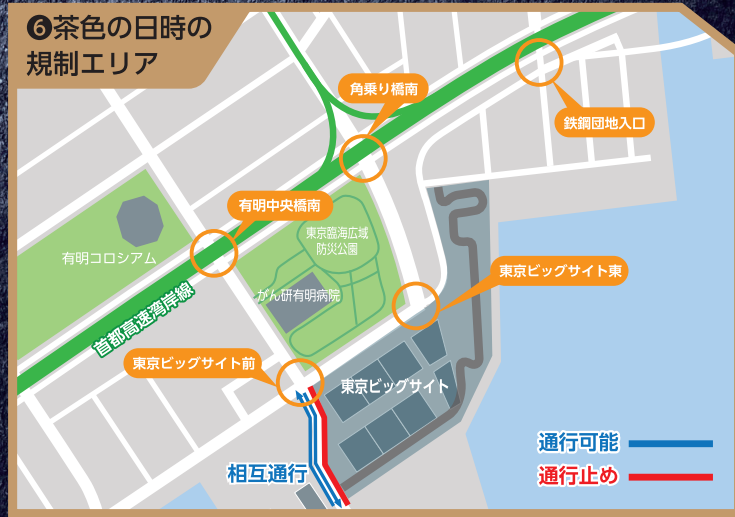 ❻茶色の日時の
規制エリア
角乗り橋南
鉄鋼団地入口
有明中央橋南
東京臨海広域
防災公園
有明コロシアム
がん研有明病院
東京ビッグサイト東
首都高速湾岸線
東京ビッグサイト前
東京ビッグサイト
通行可能
相互通行
通行止め